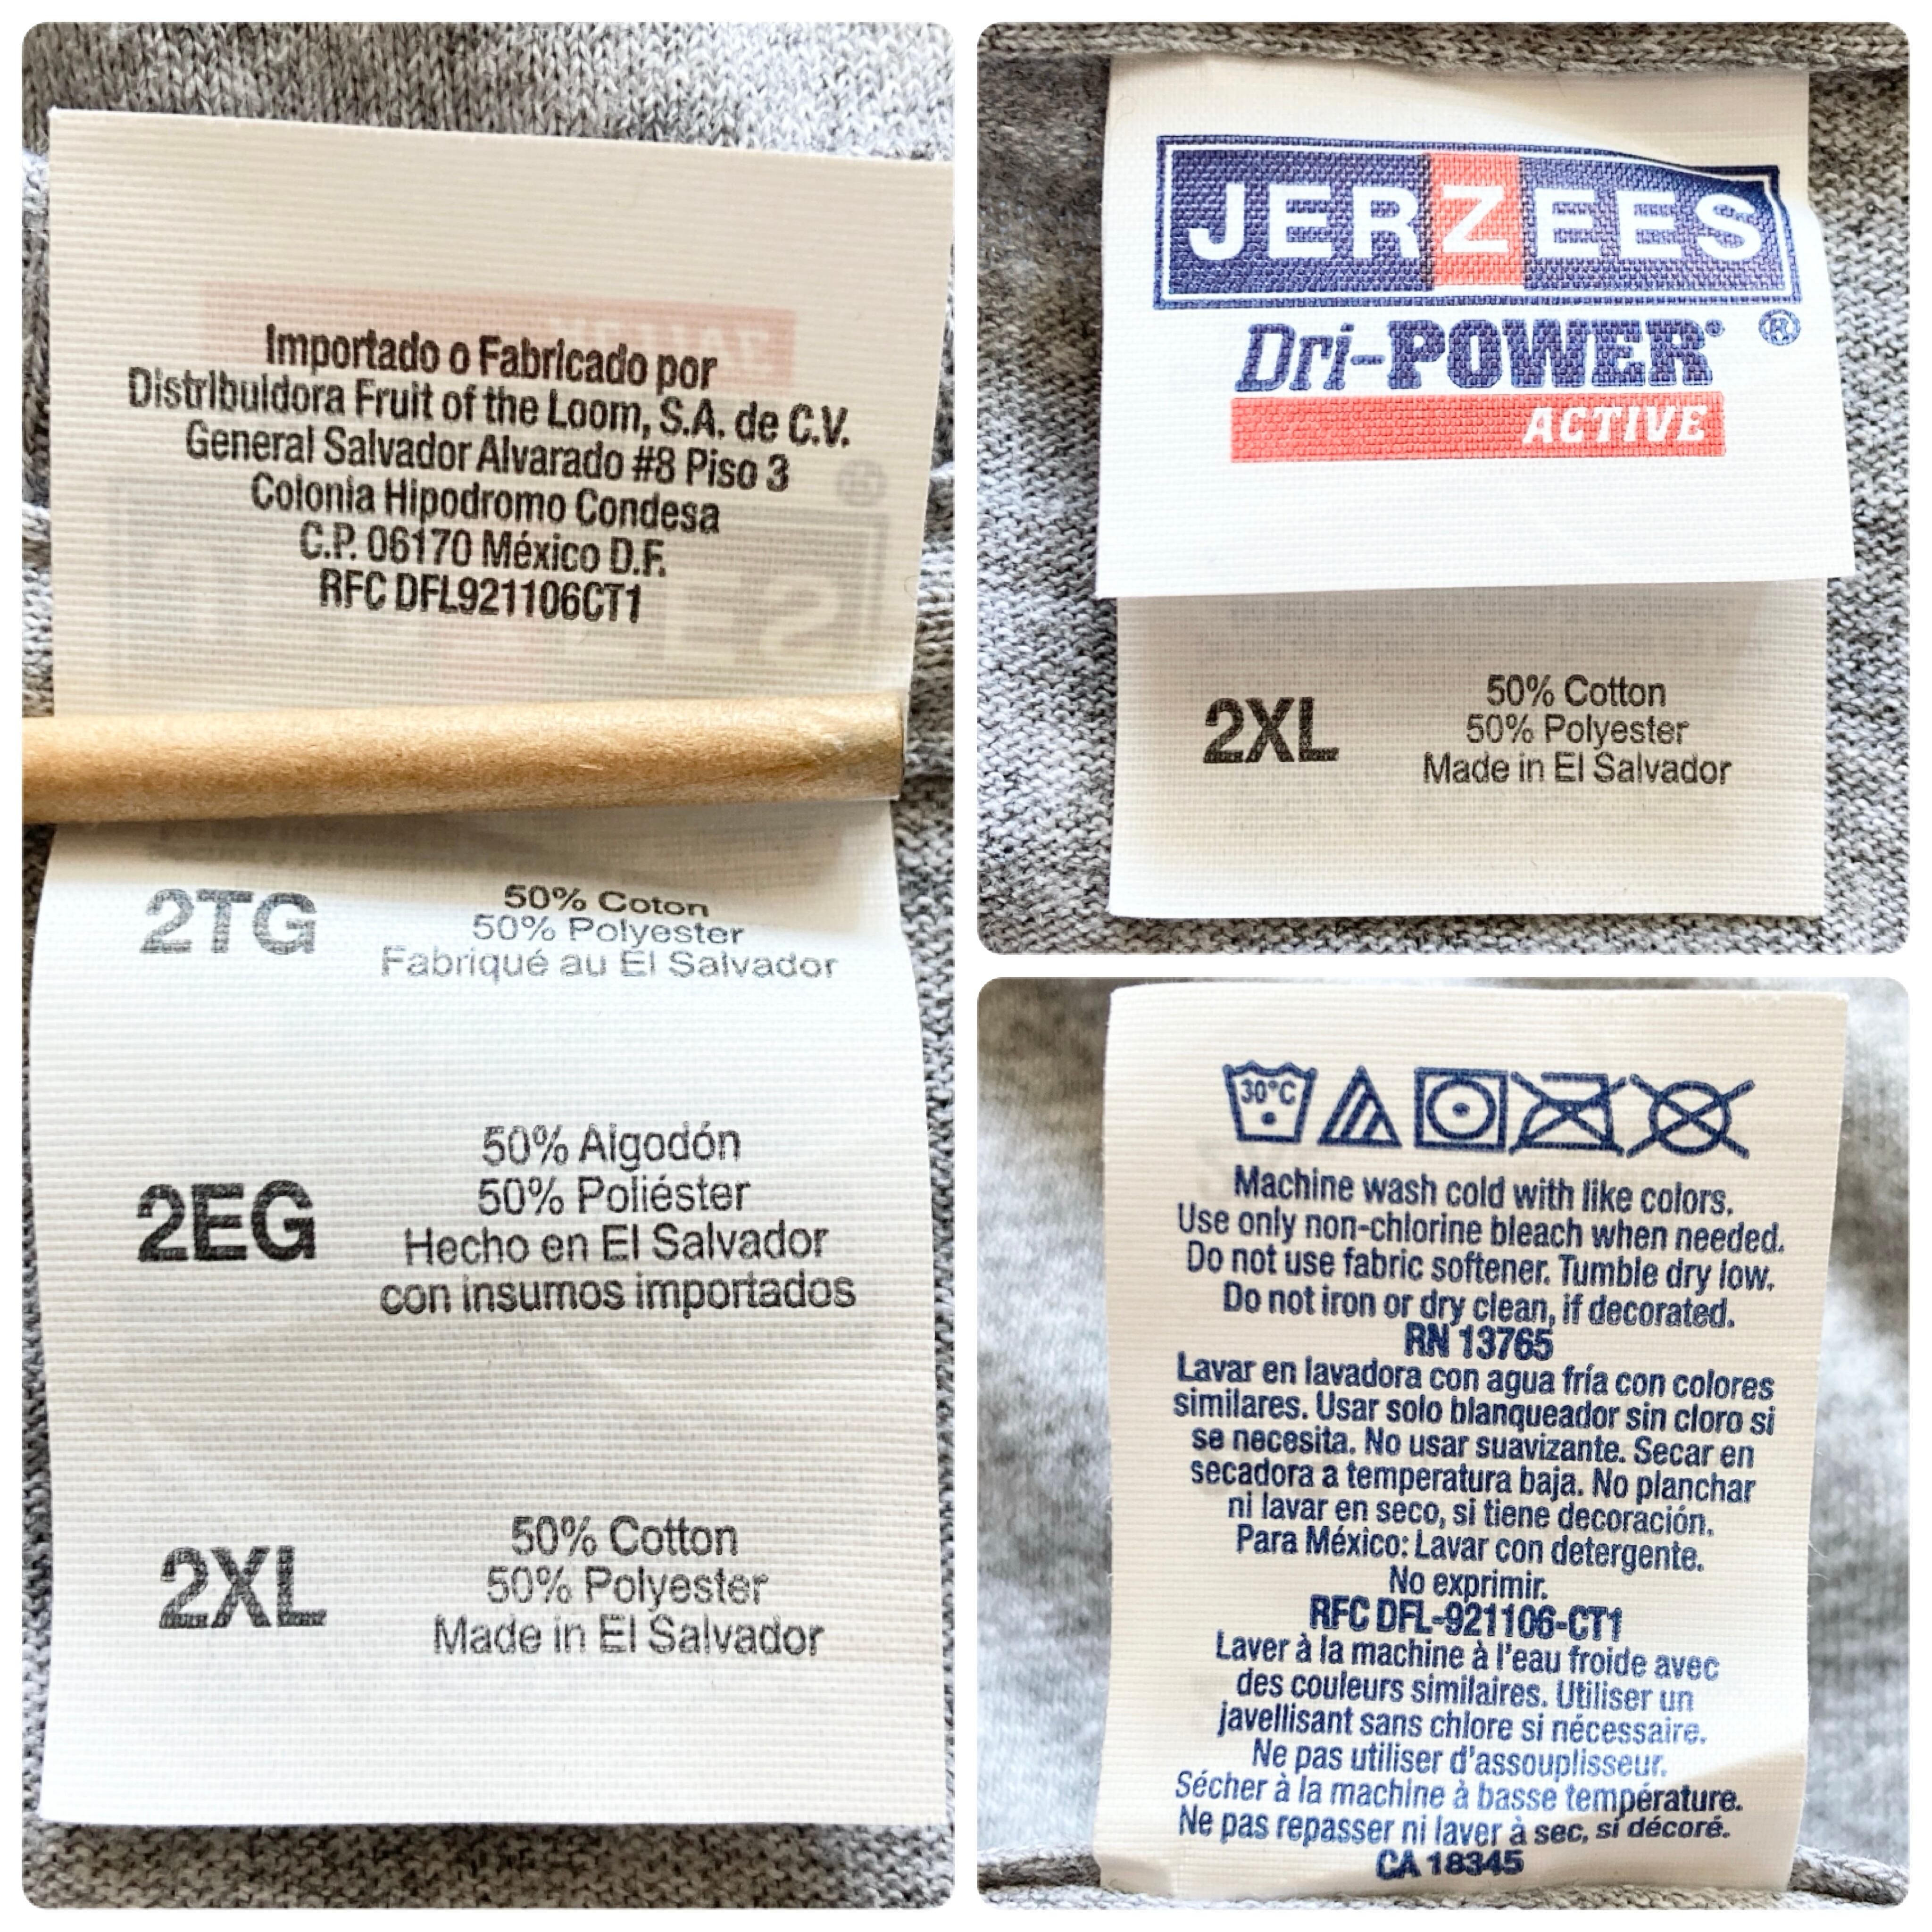 Importado o Fabricado por
Distribuidora Fruit of the Loom, S.A. de C.V.
General Salvador Alvarado #8 Piso 3
Colonia Hipodromo Condesa
C.P. 06170 México D.F.
RFC DFL921106CT1
2TG
50% Coton
50% Polyester
Fabriqué au El Salvador
2EG
50% Algodón
50% Poliéster
Hecho en El Salvador
con insumos importados
2XL
50% Cotton
50% Polyester
Made in El Salvador
JERZEES
®
Dri-POWER®
ACTIVE
2XL
50% Cotton
50% Polyester
Made in El Salvador
30°C
Machine wash cold with like colors.
Use only non-chlorine bleach when needed.
Do not use fabric softener. Tumble dry low.
Do not iron or dry clean, if decorated.
RN 13765
Lavar en lavadora con agua fría con colores
similares. Usar solo blanqueador sin cloro si
se necesita. No usar suavizante. Secar en
secadora a temperatura baja. No planchar
ni lavar en seco, si tiene decoración.
Para México: Lavar con detergente.
No exprimir.
RFC DFL-921106-CT1
Laver à la machine à l'eau froide avec
des couleurs similaires. Utiliser un
javellisant sans chlore si nécessaire.
Ne pas utiliser d'assouplisseur.
Sécher à la machine à basse température.
Ne pas repasser ni laver à sec, si décoré.
CA 18345